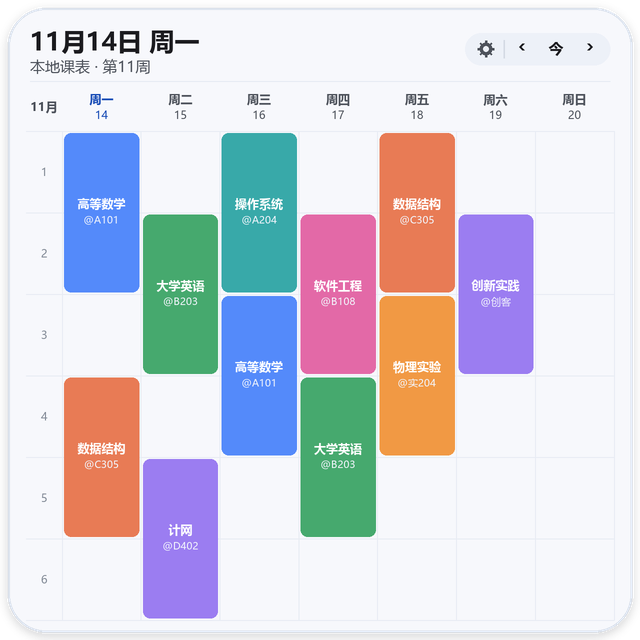 11月14日 周一
本地课表 · 第11周
今
11月
周一
14
周二
15
周三
16
周四
17
周五
18
周六
19
周日
20
1
高等数学
@A101
操作系统
@A204
数据结构
@C305
2
大学英语
@B203
软件工程
@B108
创新实践
@创客
3
高等数学
@A101
物理实验
@实204
4
数据结构
@C305
大学英语
@B203
5
计网
@D402
6